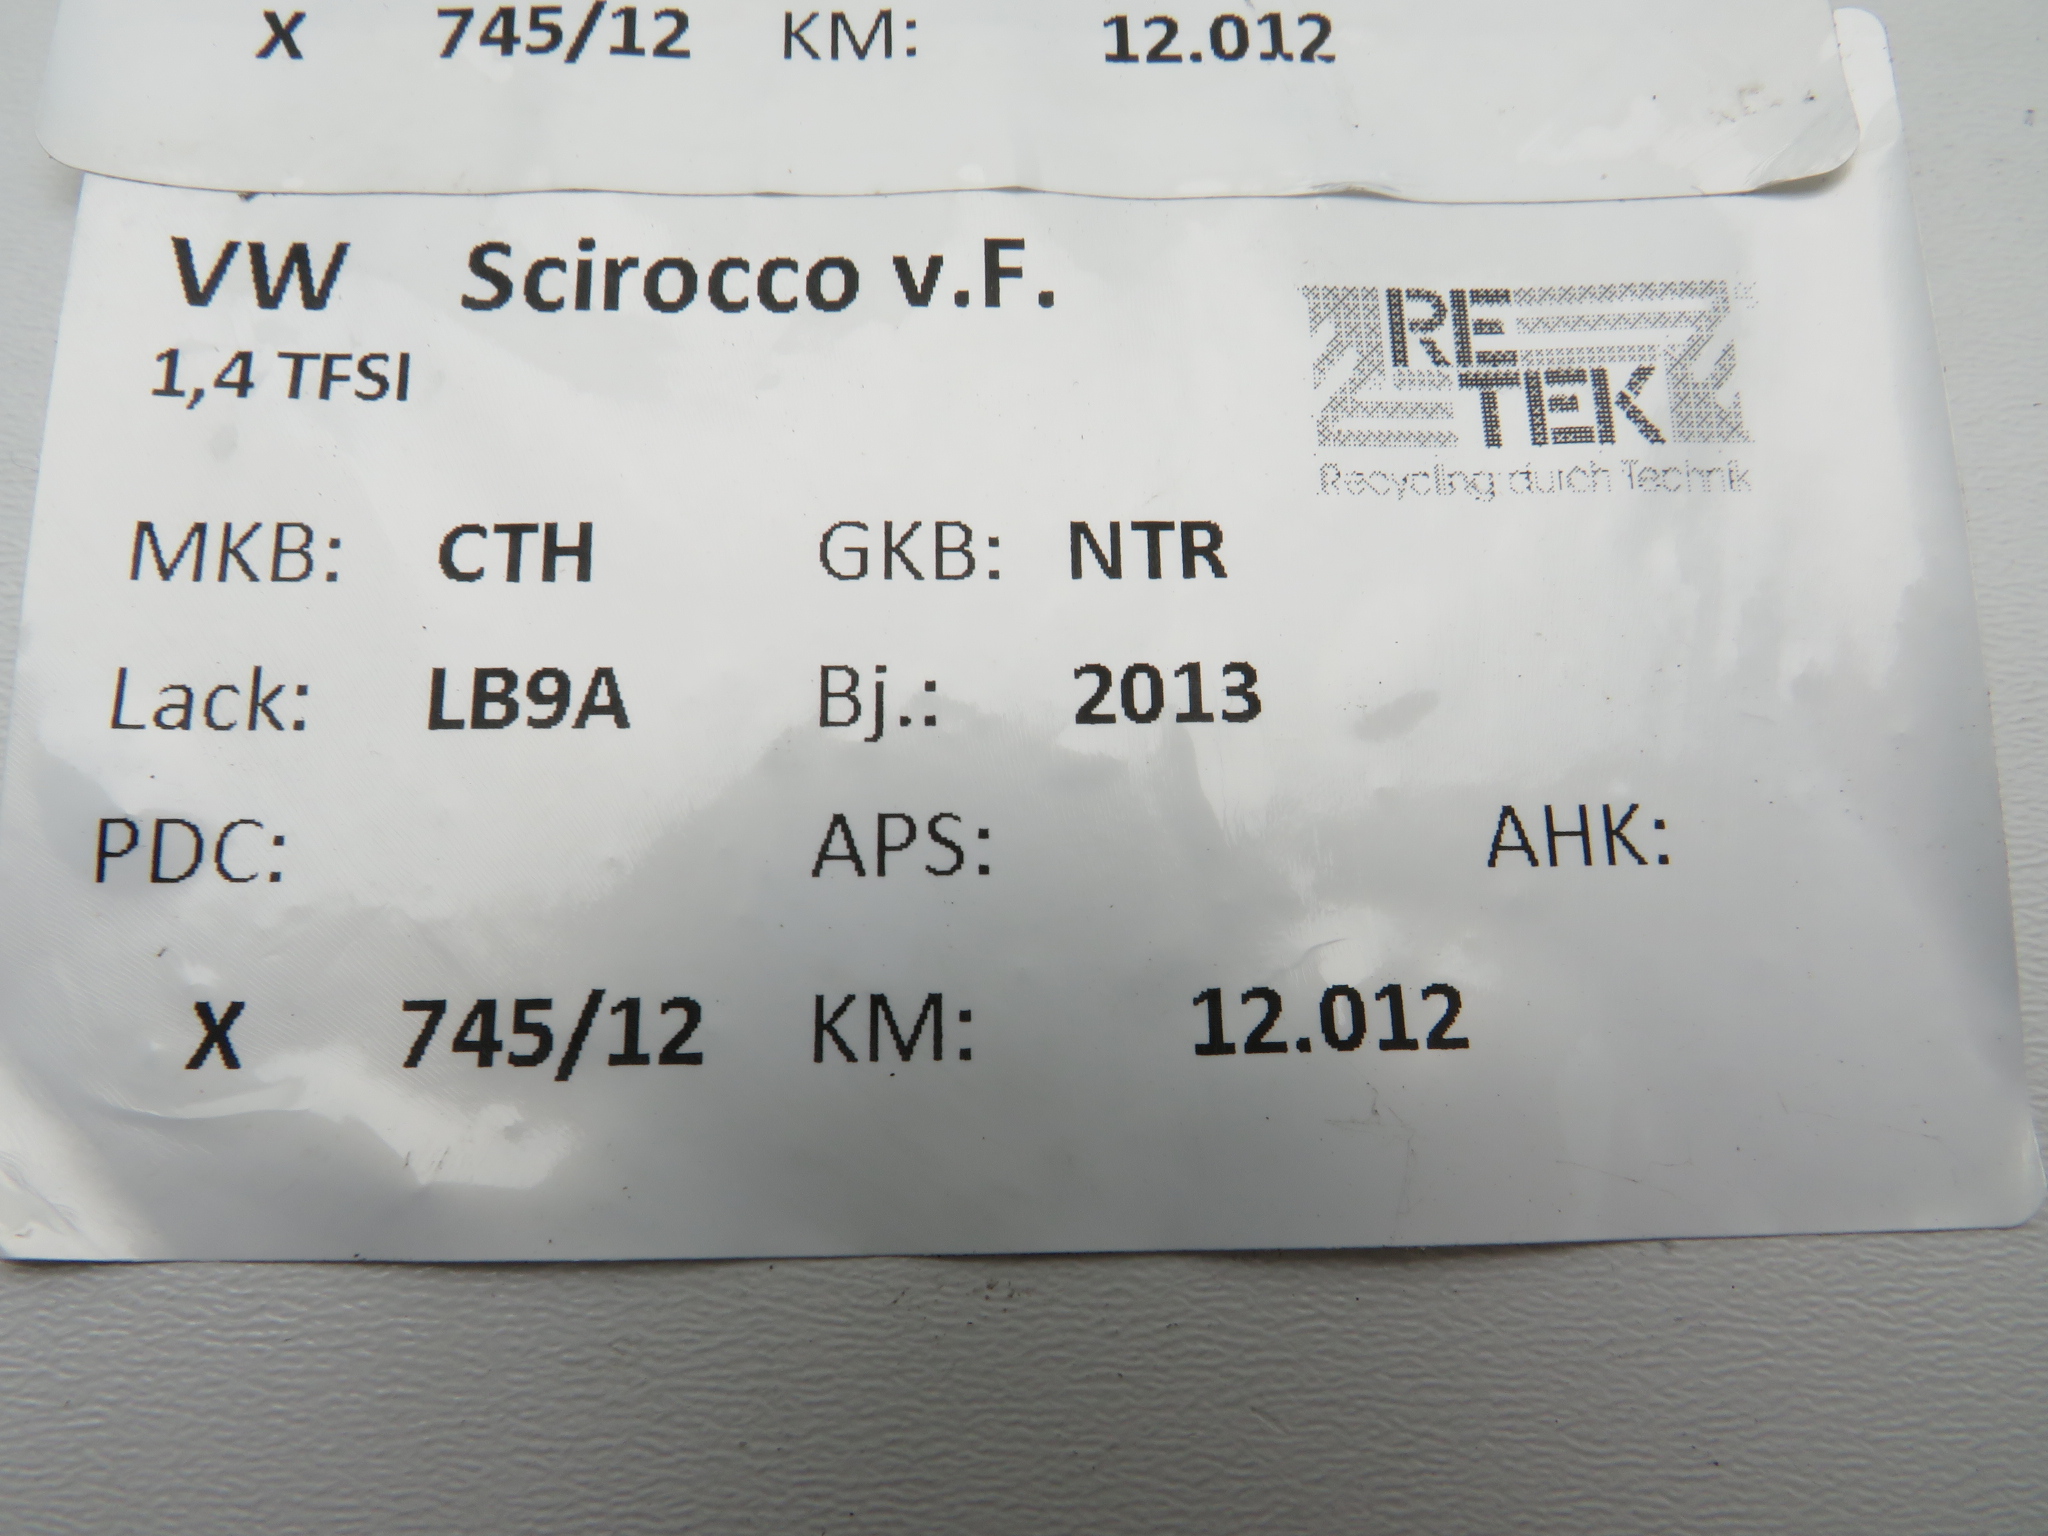 X 745/12 KM: 12.012
VW Scirocco v.F.
1,4 TFSI
RE
TEK
Recycling durch Technik
MKB: CTH GKB: NTR
Lack: LB9A Bj.: 2013
PDC: APS: AHK:
X 745/12 KM: 12.012